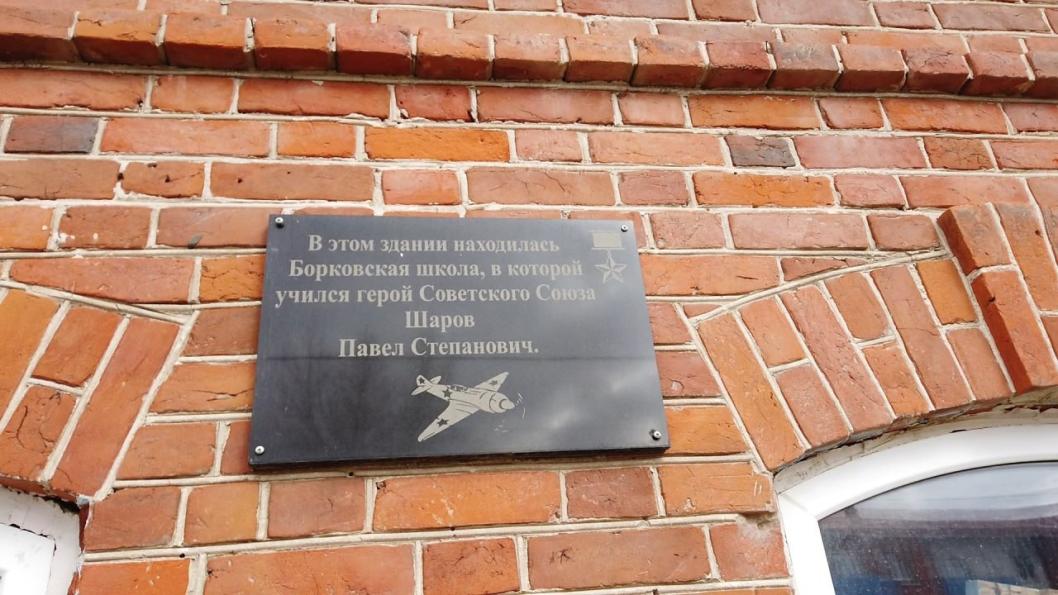 В этом здании находилась
Борковская школа, в которой
учился герой Советского Союза
Шаров
Павел Степанович.